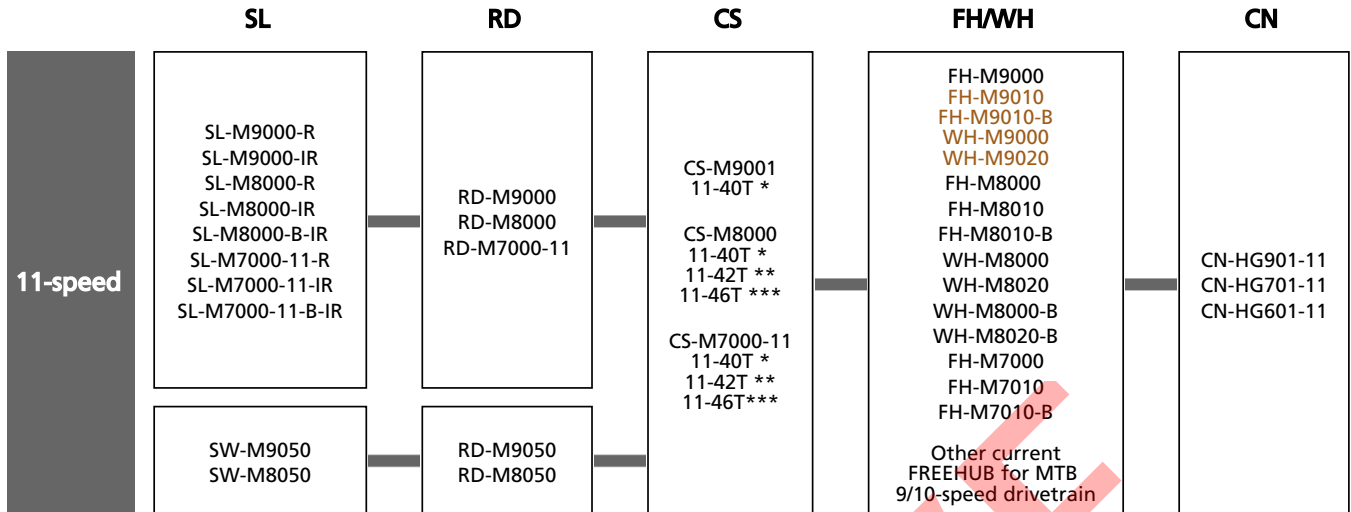 SL
RD
CS
FH/WH
CN
11-speed
SL-M9000-R
SL-M9000-IR
SL-M8000-R
SL-M8000-IR
SL-M8000-B-IR
SL-M7000-11-R
SL-M7000-11-IR
SL-M7000-11-B-IR
RD-M9000
RD-M8000
RD-M7000-11
SW-M9050
SW-M8050
RD-M9050
RD-M8050
CS-M9001
11-40T *
CS-M8000
11-40T *
11-42T **
11-46T ***
CS-M7000-11
11-40T *
11-42T **
11-46T***
FH-M9000
FH-M9010
FH-M9010-B
WH-M9000
WH-M9020
FH-M8000
FH-M8010
FH-M8010-B
WH-M8000
WH-M8020
WH-M8000-B
WH-M8020-B
FH-M7000
FH-M7010
FH-M7010-B
Other current
FREEHUB for MTB
9/10-speed drivetrain
CN-HG901-11
CN-HG701-11
CN-HG601-11